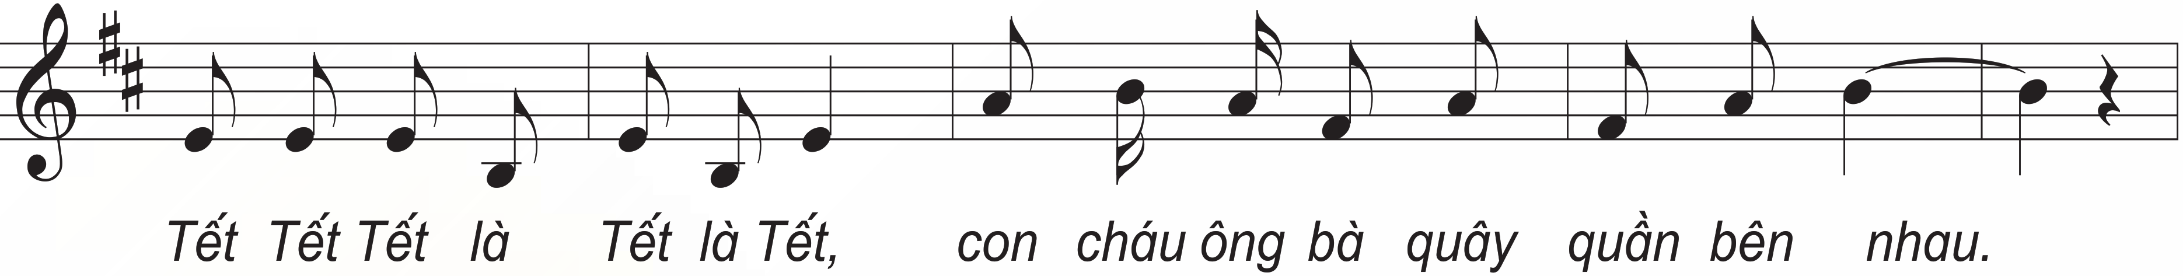 Tết Tết Tết là Tết là Tết, con cháu ông bà quây quần bên nhau.